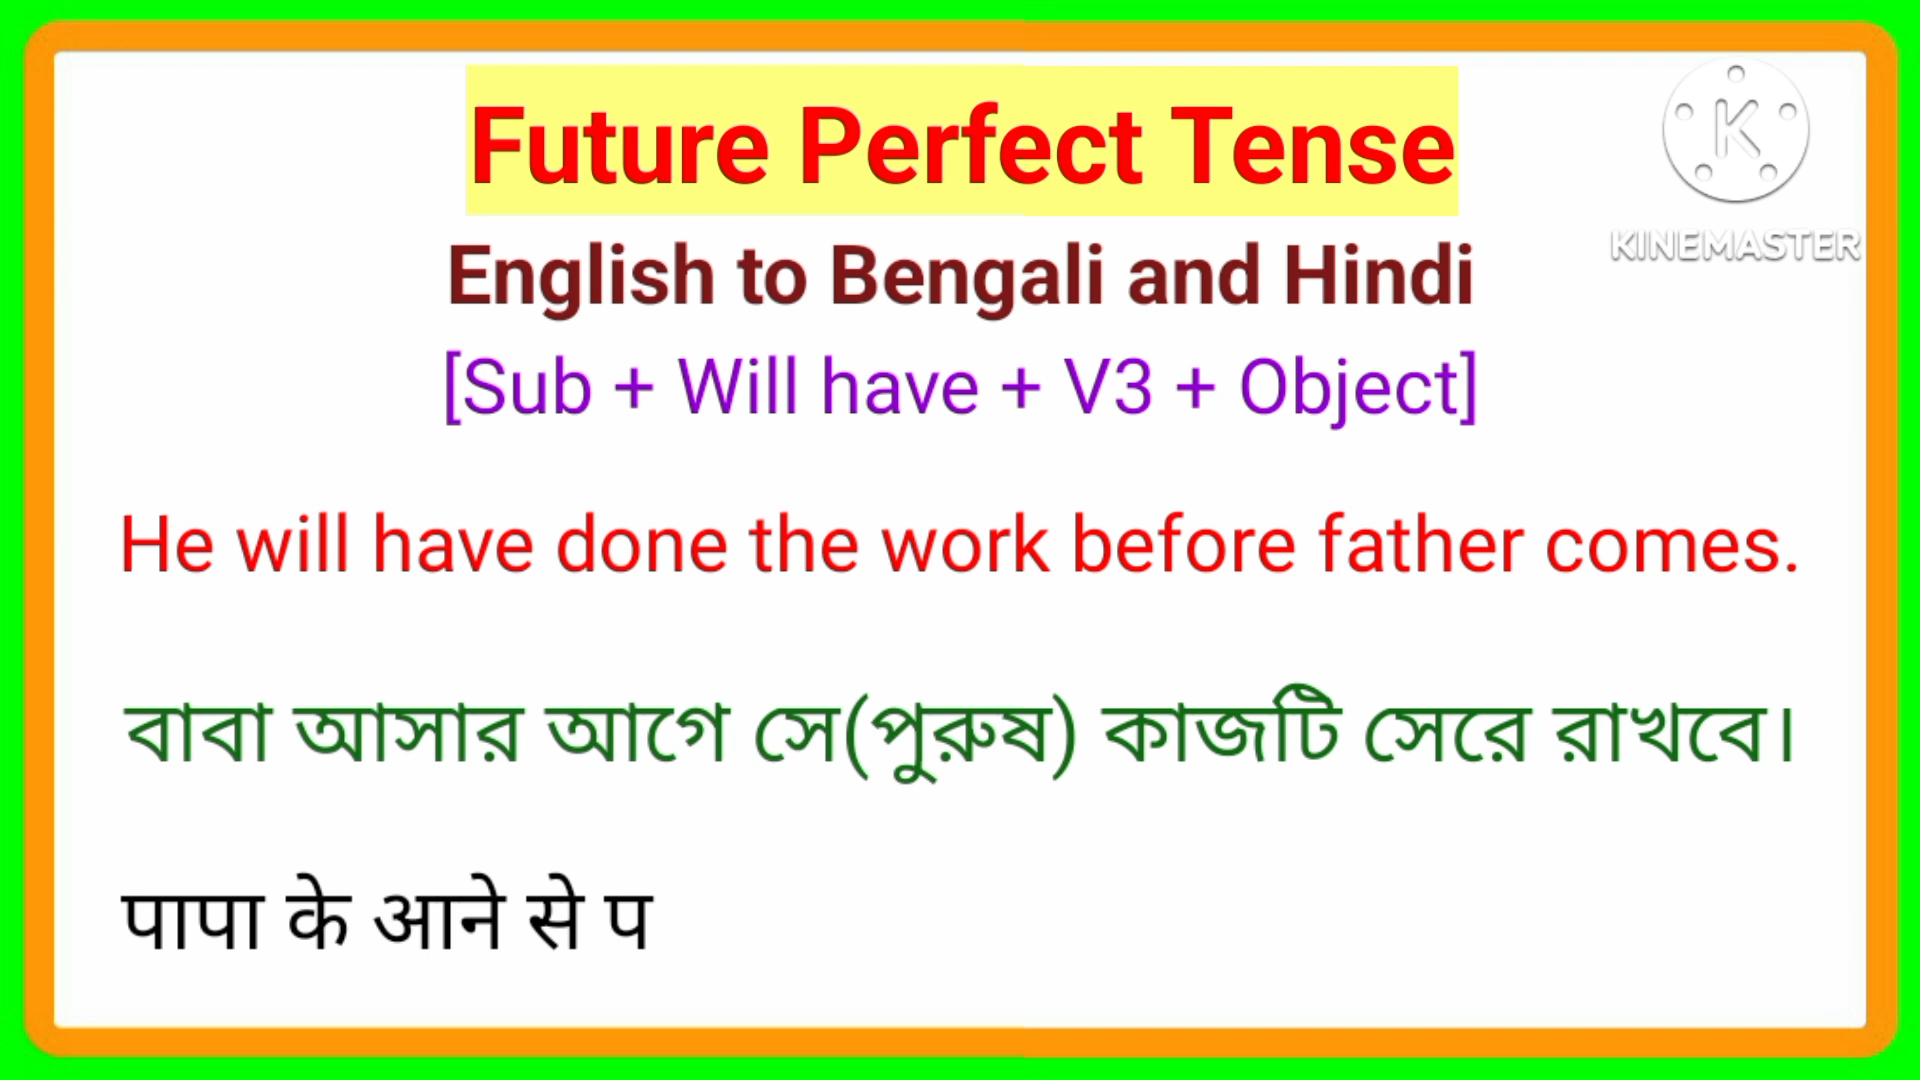 Future Perfect Tense
English to Bengali and Hindi
[Sub + Will have + V3 + Object]
He will have done the work before father comes.
বাবা আসার আগে সে(পুরুষ) কাজটি সেরে রাখবে।
पापा के आने से प
K
KINEMASTER